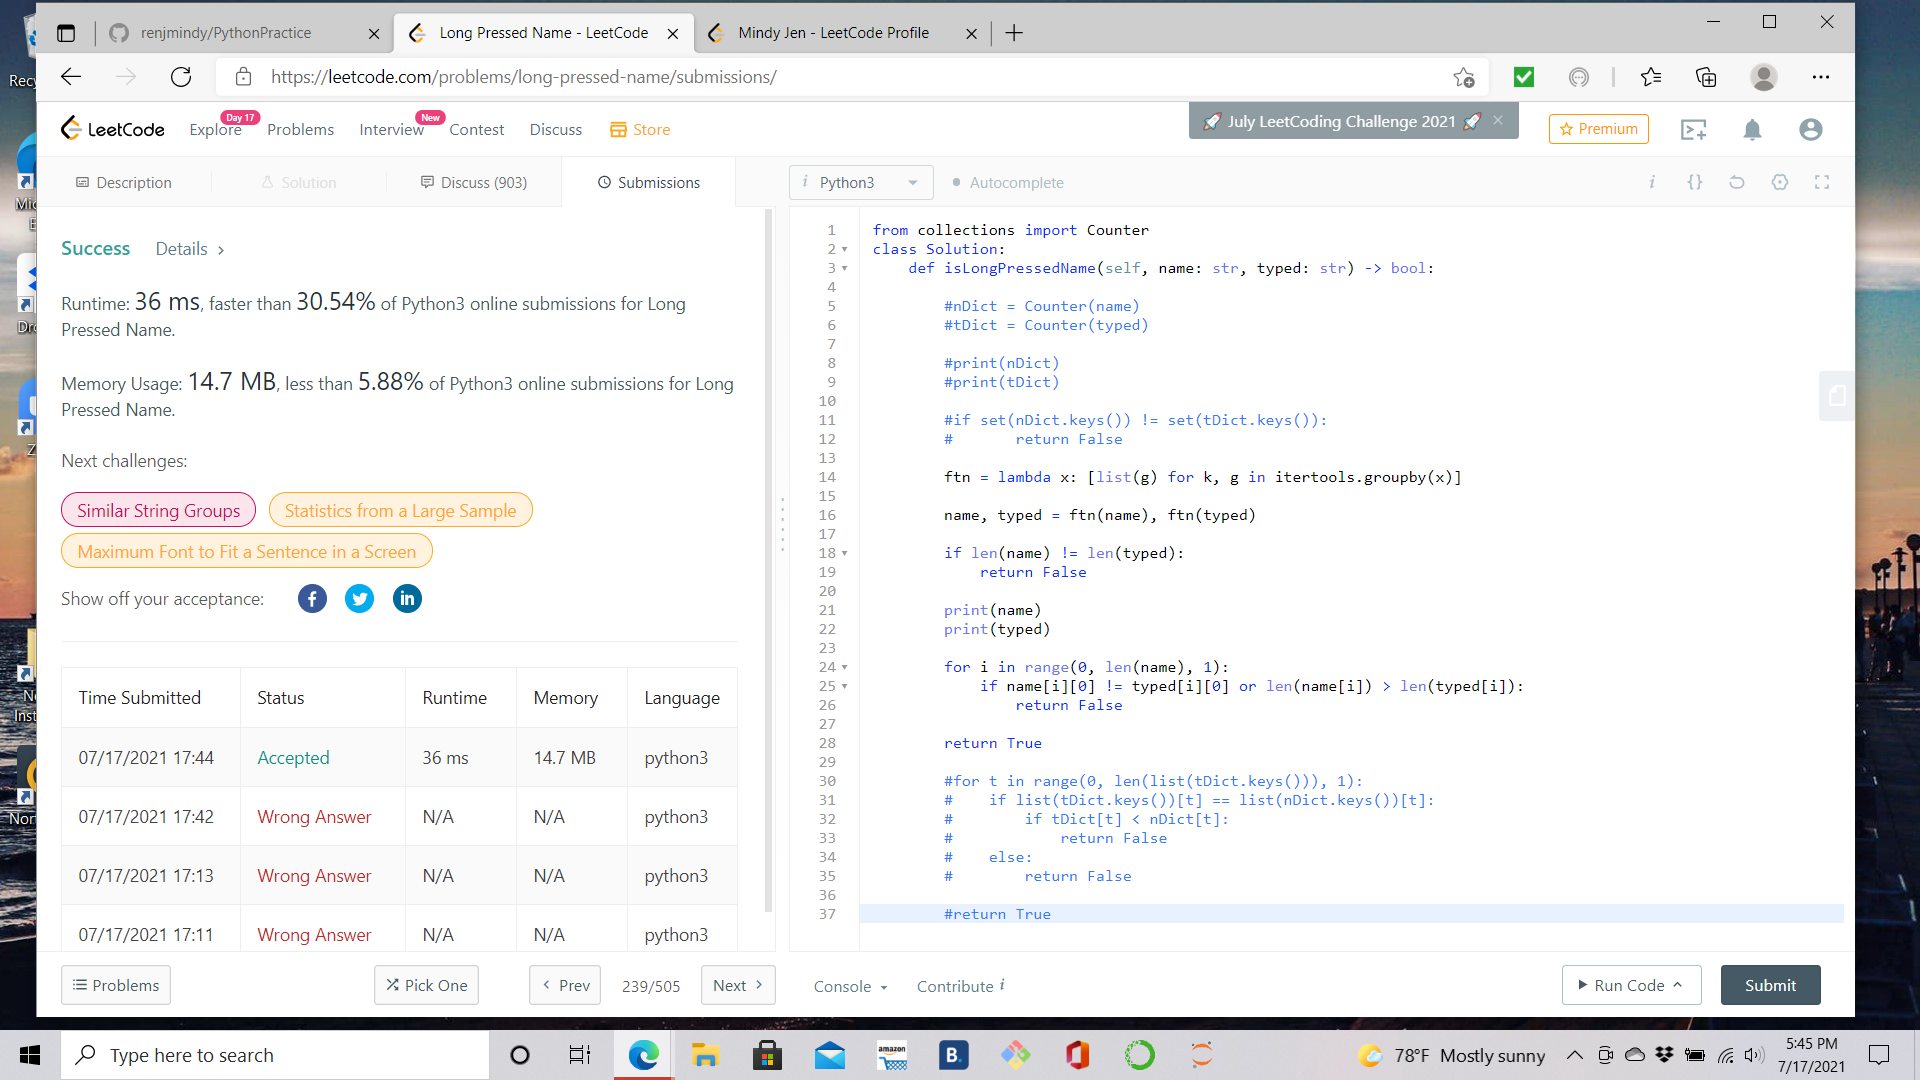 renjmindy/PythonPractice
Long Pressed Name - LeetCode
Mindy Jen - LeetCode Profile
https://leetcode.com/problems/long-pressed-name/submissions/
LeetCode
Explore
Day 17
Problems
Interview
New
Contest
Discuss
Store
July LeetCoding Challenge 2021
Premium
Description
Solution
Discuss (903)
Submissions
i Python3
Autocomplete
Success
Details
Runtime: 36 ms, faster than 30.54% of Python3 online submissions for Long
Pressed Name.
Memory Usage: 14.7 MB, less than 5.88% of Python3 online submissions for Long
Pressed Name.
Next challenges:
Similar String Groups
Statistics from a Large Sample
Maximum Font to Fit a Sentence in a Screen
Show off your acceptance:
Time Submitted Status Runtime Memory Language
07/17/2021 17:44 Accepted 36 ms 14.7 MB python3
07/17/2021 17:42 Wrong Answer N/A N/A python3
07/17/2021 17:13 Wrong Answer N/A N/A python3
07/17/2021 17:11 Wrong Answer N/A N/A python3
1 from collections import Counter
2 class Solution:
3 def isLongPressedName(self, name: str, typed: str) -> bool:
4
5 #nDict = Counter(name)
6 #tDict = Counter(typed)
7
8 #print(nDict)
9 #print(tDict)
10
11 #if set(nDict.keys()) != set(tDict.keys()):
12 # return False
13
14 ftn = lambda x: [list(g) for k, g in itertools.groupby(x)]
15
16 name, typed = ftn(name), ftn(typed)
17
18 if len(name) != len(typed):
19 return False
20
21 print(name)
22 print(typed)
23
24 for i in range(0, len(name), 1):
25 if name[i][0] != typed[i][0] or len(name[i]) > len(typed[i]):
26 return False
27
28 return True
29
30 #for t in range(0, len(list(tDict.keys())), 1):
31 # if list(tDict.keys())[t] == list(nDict.keys())[t]:
32 # if tDict[t] < nDict[t]:
33 # return False
34 # else:
35 # return False
36
37 #return True
Problems
Pick One
Prev
239/505
Next
Console
Contribute i
Run Code
Submit
Type here to search
amazon
B.
78°F Mostly sunny
5:45 PM
7/17/2021